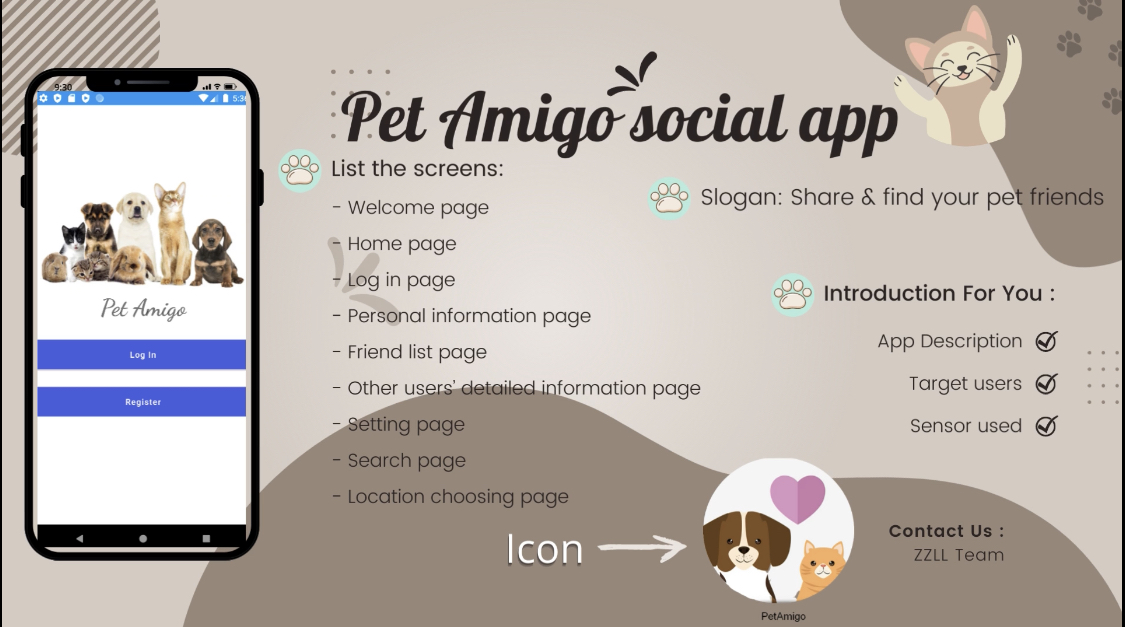 9:30
5:36
Pet Amigo
Log In
Register
Pet Amigo social app
List the screens:
- Welcome page
- Home page
- Log in page
- Personal information page
- Friend list page
- Other users' detailed information page
- Setting page
- Search page
- Location choosing page
Slogan: Share & find your pet friends
Introduction For You :
App Description
Target users
Sensor used
Icon
PetAmigo
Contact Us :
ZZLL Team